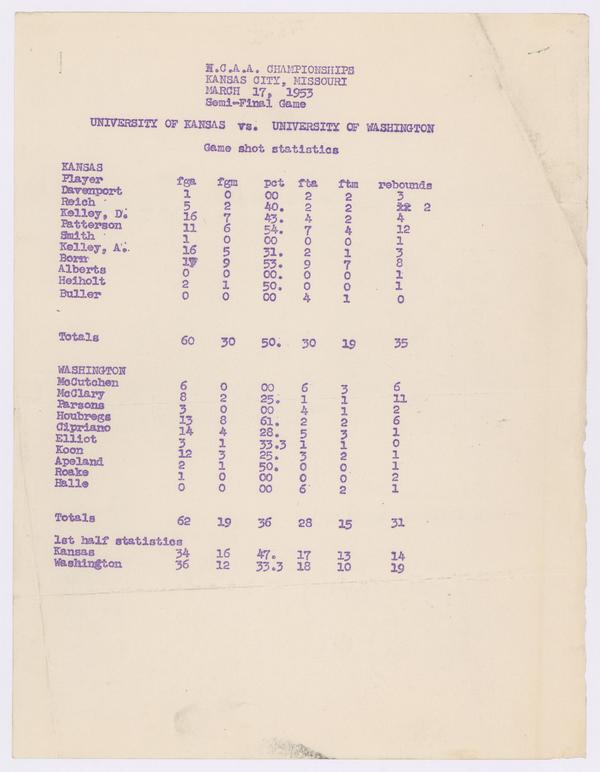 N.C.A.A. CHAMPIONSHIPS
KANSAS CITY, MISSOURI
MARCH 17, 1953
Semi-Final Game
UNIVERSITY OF KANSAS vs. UNIVERSITY OF WASHINGTON
Game shot statistics
KANSAS
Player fga fgm pct fta ftm rebounds
Davenport 1 0 00 2 2 3
Reich 5 2 40. 2 2 2
Kelley, D. 16 7 43. 4 2 4
Patterson 11 6 54. 7 4 12
Smith 1 0 00 0 0 1
Kelley, A. 16 5 31. 2 1 3
Born 17 9 53. 9 7 8
Alberts 0 0 00. 0 0 1
Heiholt 2 1 50. 0 0 1
Buller 0 0 00 4 1 0
Totals 60 30 50. 30 19 35
WASHINGTON
McCutchen 6 0 00 6 3 6
McClary 8 2 25. 1 1 11
Parsons 3 0 00 4 1 2
Houbregs 13 8 61. 2 2 6
Cipriano 14 4 28. 5 3 1
Elliot 3 1 33.3 1 1 0
Koon 12 3 25. 3 2 1
Apeland 2 1 50. 0 0 1
Roake 1 0 00 0 0 2
Halle 0 0 00 6 2 1
Totals 62 19 36 28 15 31
1st half statistics
Kansas 34 16 47. 17 13 14
Washington 36 12 33.3 18 10 19